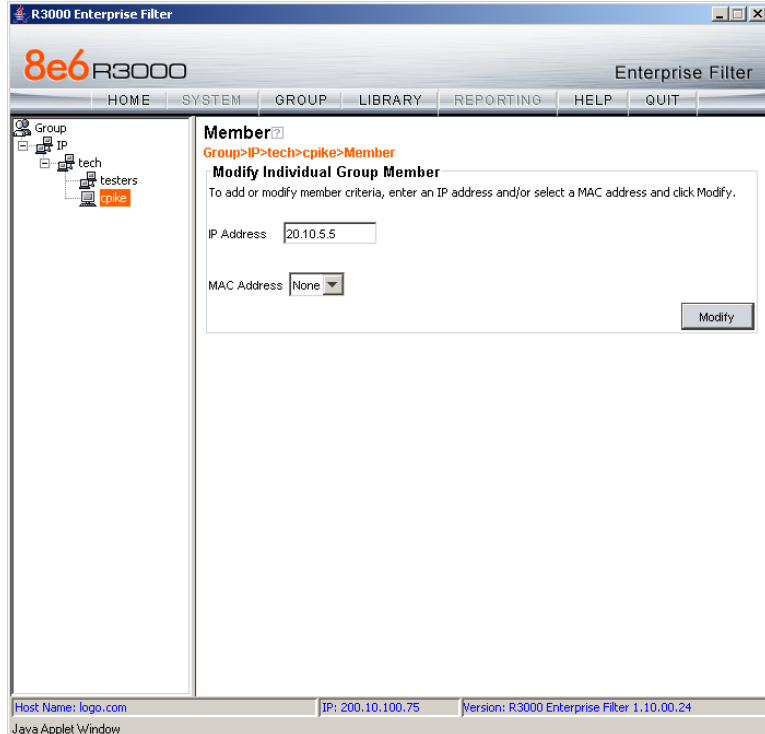 R3000 Enterprise Filter
8e6 R3000
Enterprise Filter
HOME SYSTEM GROUP LIBRARY REPORTING HELP QUIT
Group
IP
tech
testers
cpike
Member?
Group>IP>tech>cpike>Member
Modify Individual Group Member
To add or modify member criteria, enter an IP address and/or select a MAC address and click Modify.
IP Address 20.10.5.5
MAC Address None
Modify
Host Name: logo.com IP: 200.10.100.75 Version: R3000 Enterprise Filter 1.10.00.24
Java Applet Window